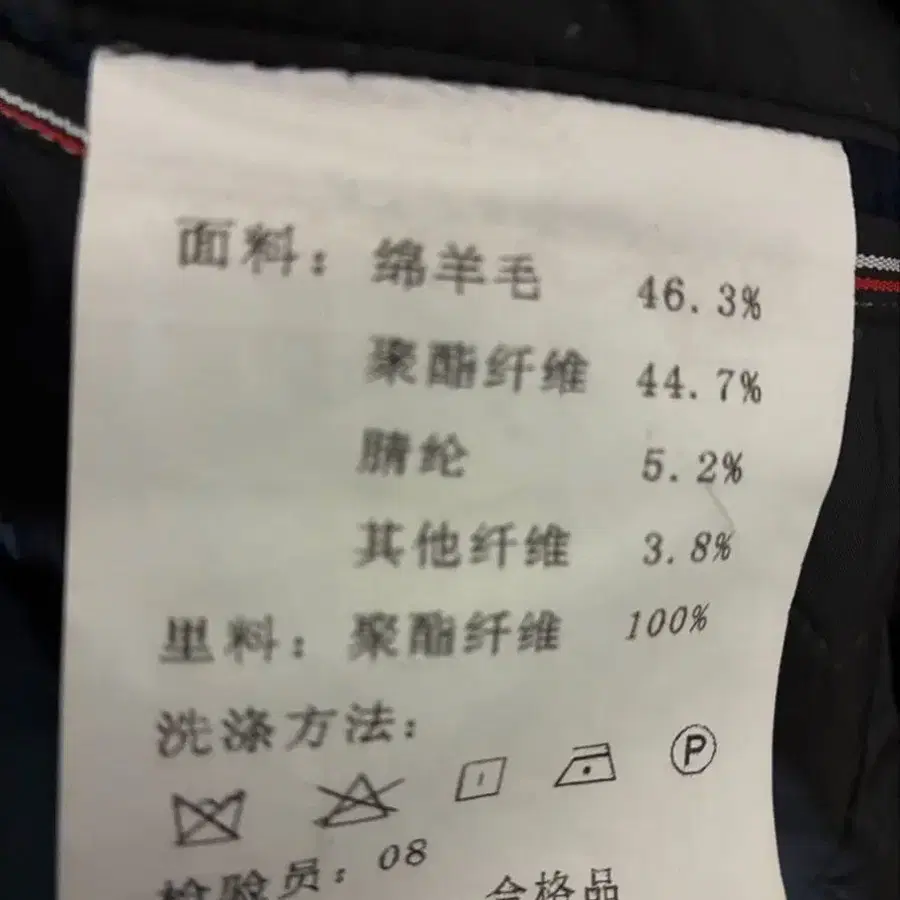 面料: 绵羊毛 46.3%
聚酯纤维 44.7%
腈纶 5.2%
其他纤维 3.8%
里料: 聚酯纤维 100%
洗涤方法:
P
检验员: 08
合格品